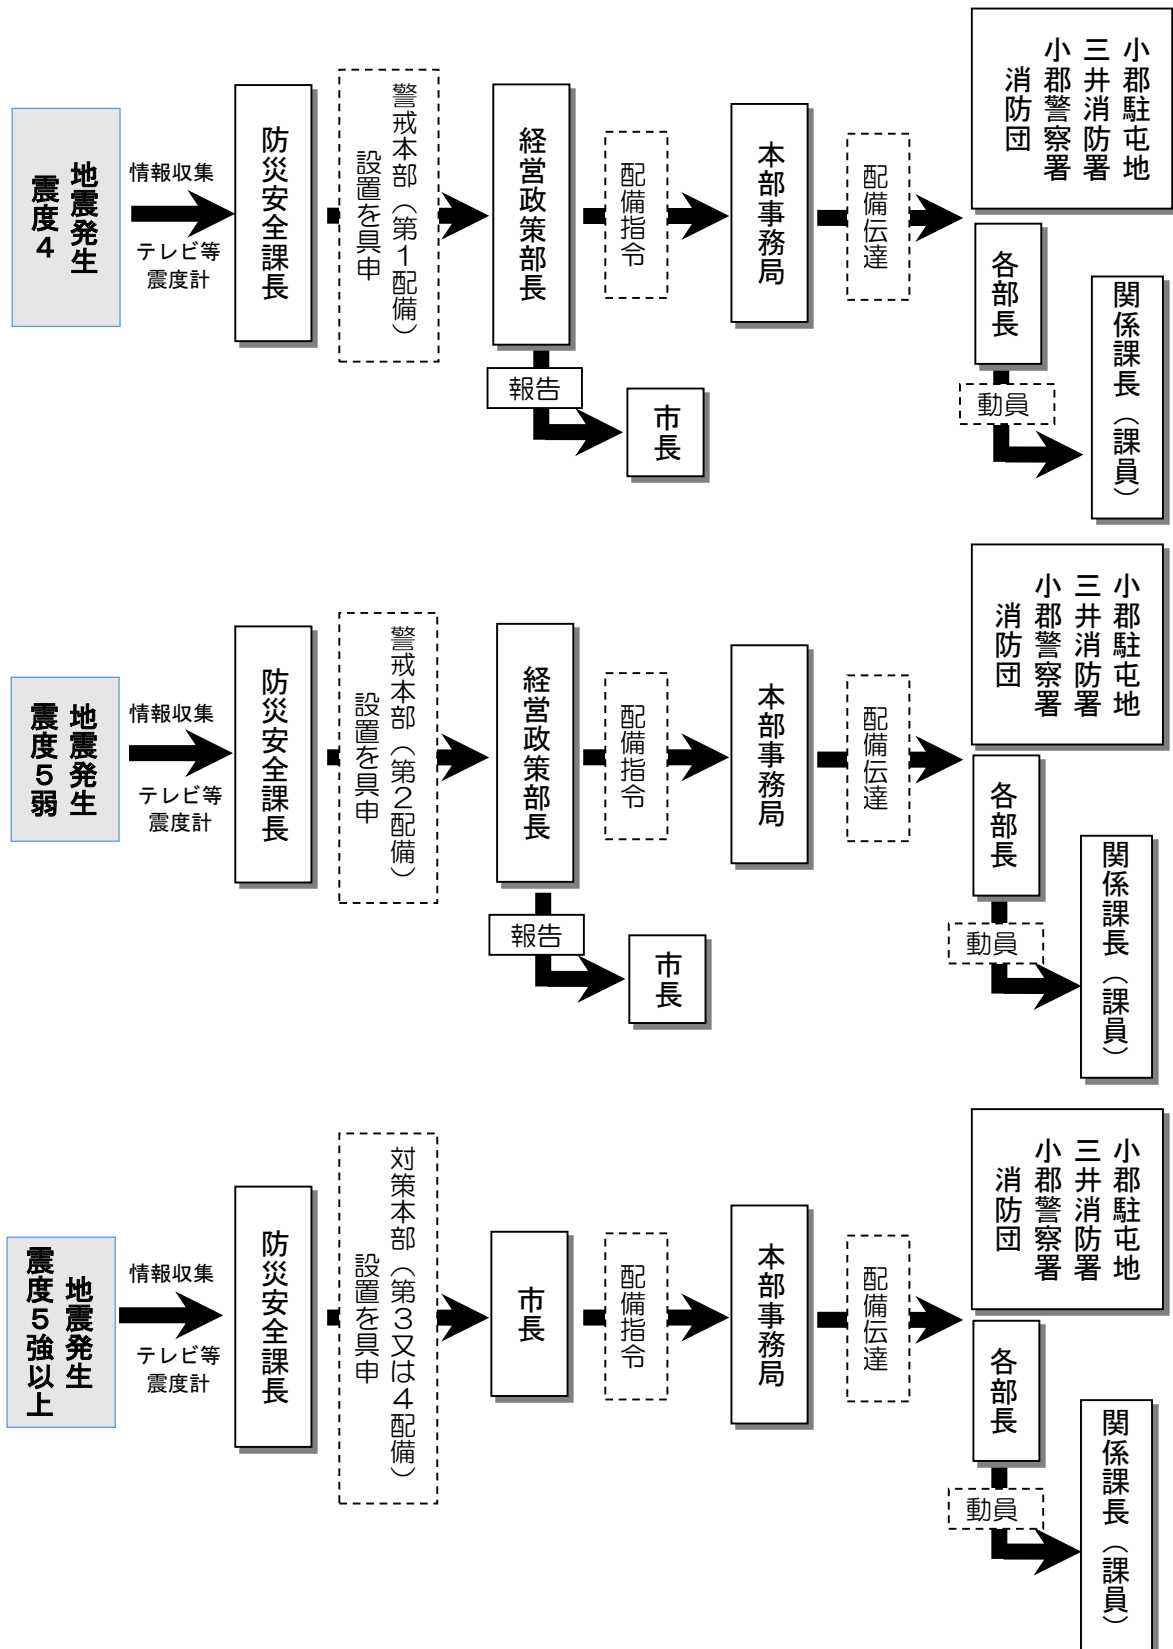 地震発生
震度４
情報収集
テレビ等
震度計
防災安全課長
警戒本部（第１配備）
設置を具申
経営政策部長
報告
市長
配備指令
本部事務局
配備伝達
小郡駐屯地
三井消防署
小郡警察署
消防団
各部長
動員
関係課長（課員）
地震発生
震度５弱
情報収集
テレビ等
震度計
防災安全課長
警戒本部（第２配備）
設置を具申
経営政策部長
報告
市長
配備指令
本部事務局
配備伝達
小郡駐屯地
三井消防署
小郡警察署
消防団
各部長
動員
関係課長（課員）
地震発生
震度５強以上
情報収集
テレビ等
震度計
防災安全課長
対策本部（第３又は４配備）
設置を具申
市長
配備指令
本部事務局
配備伝達
小郡駐屯地
三井消防署
小郡警察署
消防団
各部長
動員
関係課長（課員）